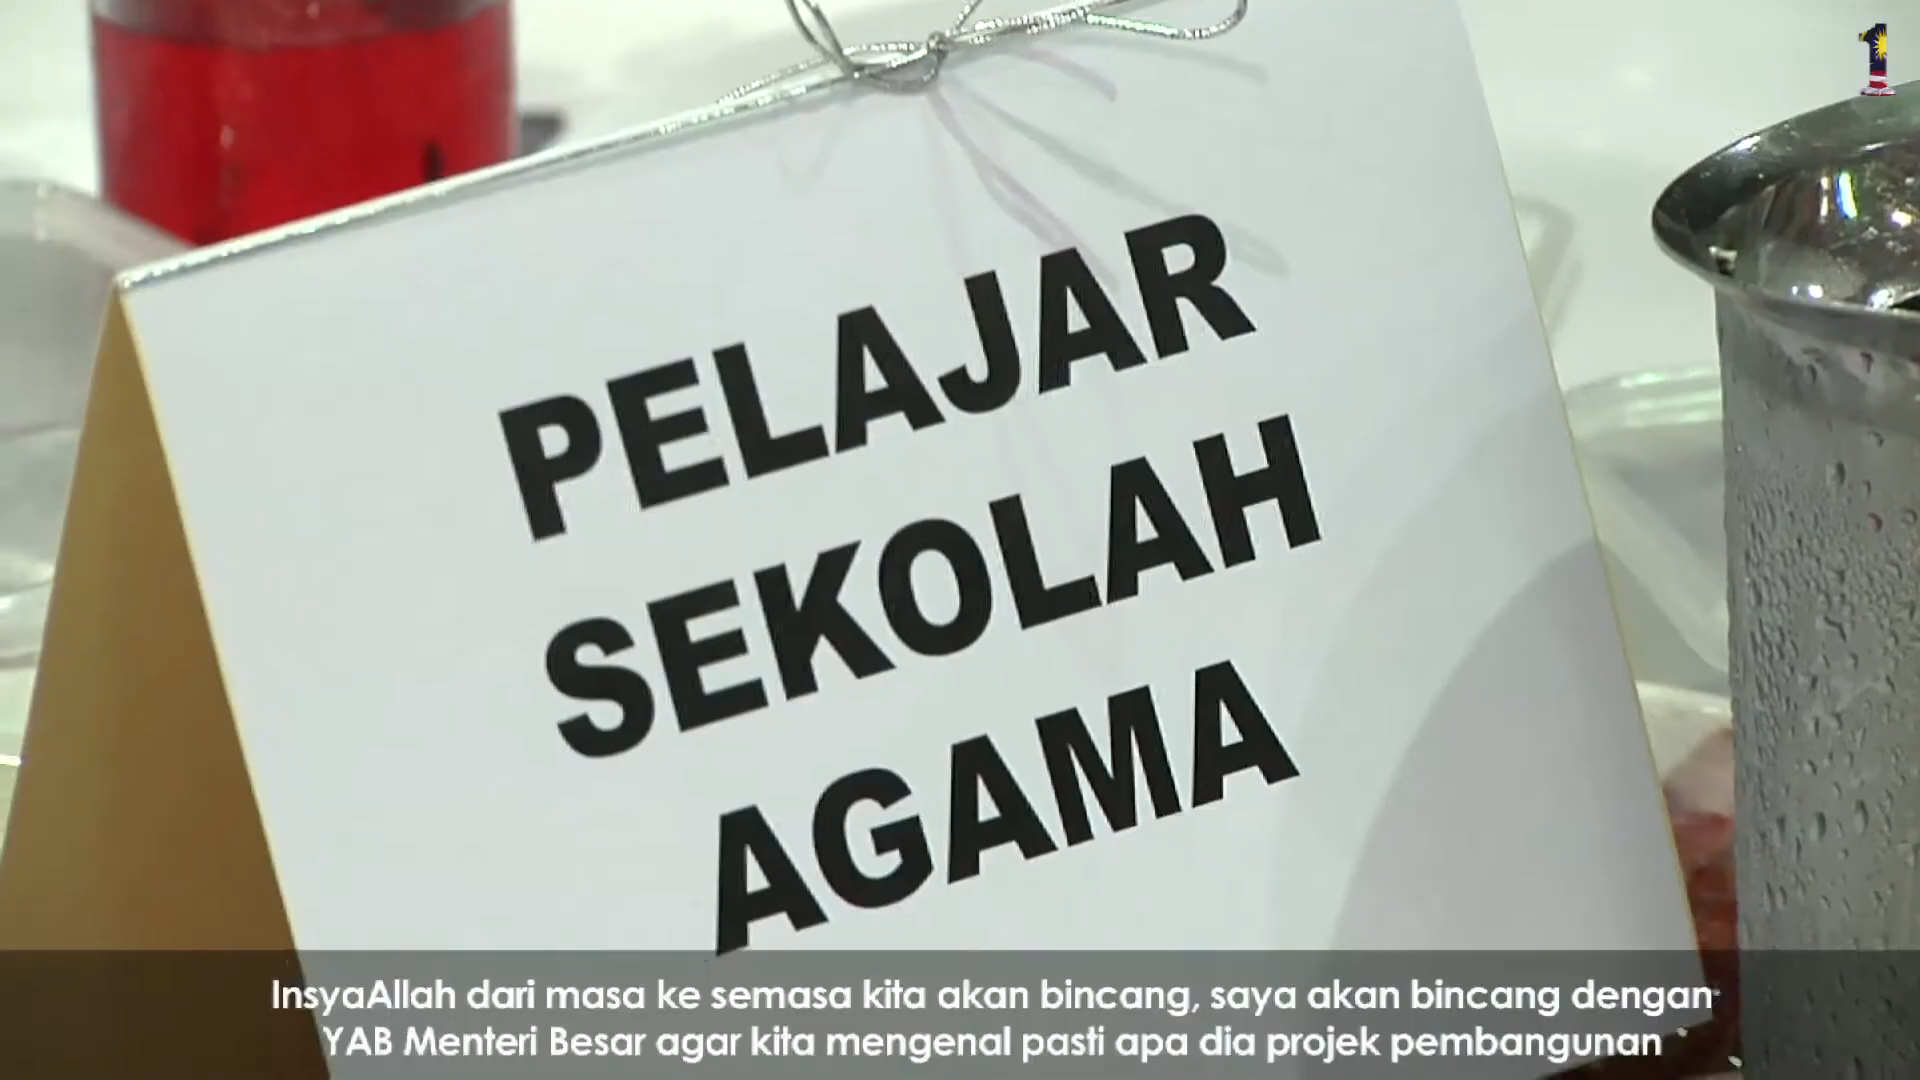 1
PELAJAR
SEKOLAH
AGAMA
InsyaAllah dari masa ke semasa kita akan bincang, saya akan bincang dengan
YAB Menteri Besar agar kita mengenal pasti apa dia projek pembangunan